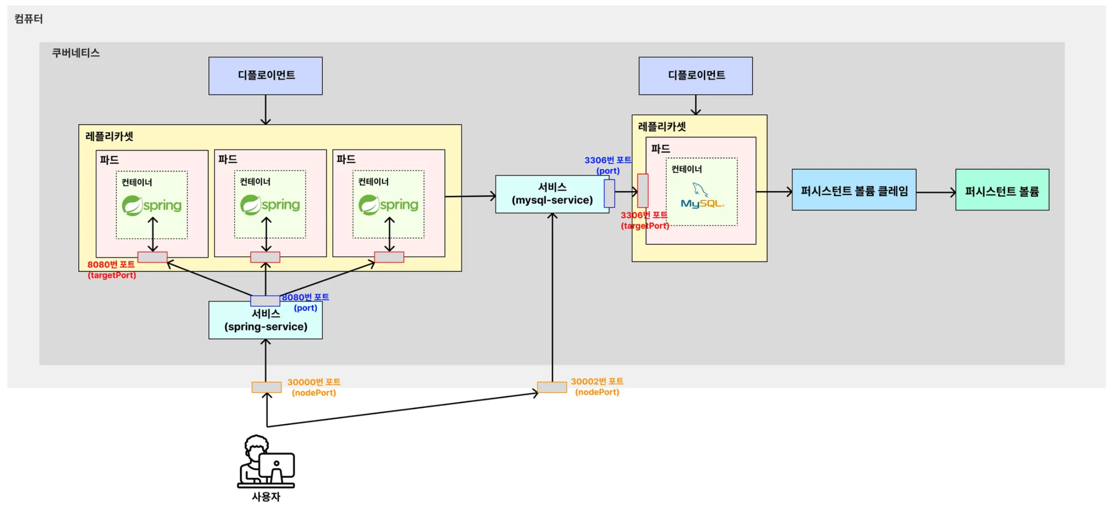 컴퓨터
쿠버네티스
디플로이먼트
디플로이먼트
레플리카셋
파드
컨테이너
spring
파드
컨테이너
spring
파드
컨테이너
spring
8080번 포트
(targetPort)
8080번 포트
(port)
서비스
(spring-service)
서비스
(mysql-service)
3306번 포트
(port)
3306번 포트
(targetPort)
레플리카셋
파드
컨테이너
MySQL
퍼시스턴트 볼륨 클레임
퍼시스턴트 볼륨
30000번 포트
(nodePort)
30002번 포트
(nodePort)
사용자